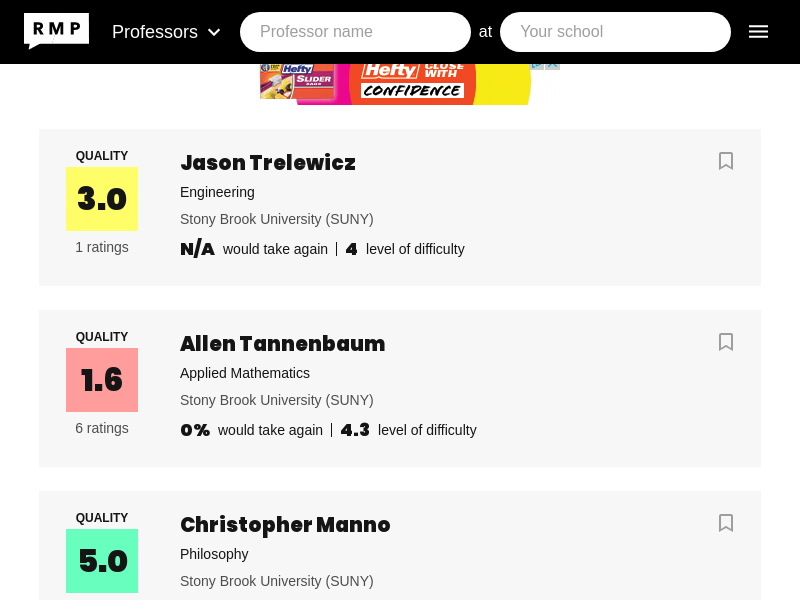 RMP
Professors
Professor name
at
Your school
Hefty
SLIDER
Hefty
CLOSE
WITH
CONFIDENCE
QUALITY
3.0
1 ratings
Jason Trelewicz
Engineering
Stony Brook University (SUNY)
N/A would take again | 4 level of difficulty
QUALITY
1.6
6 ratings
Allen Tannenbaum
Applied Mathematics
Stony Brook University (SUNY)
0% would take again | 4.3 level of difficulty
QUALITY
5.0
Christopher Manno
Philosophy
Stony Brook University (SUNY)